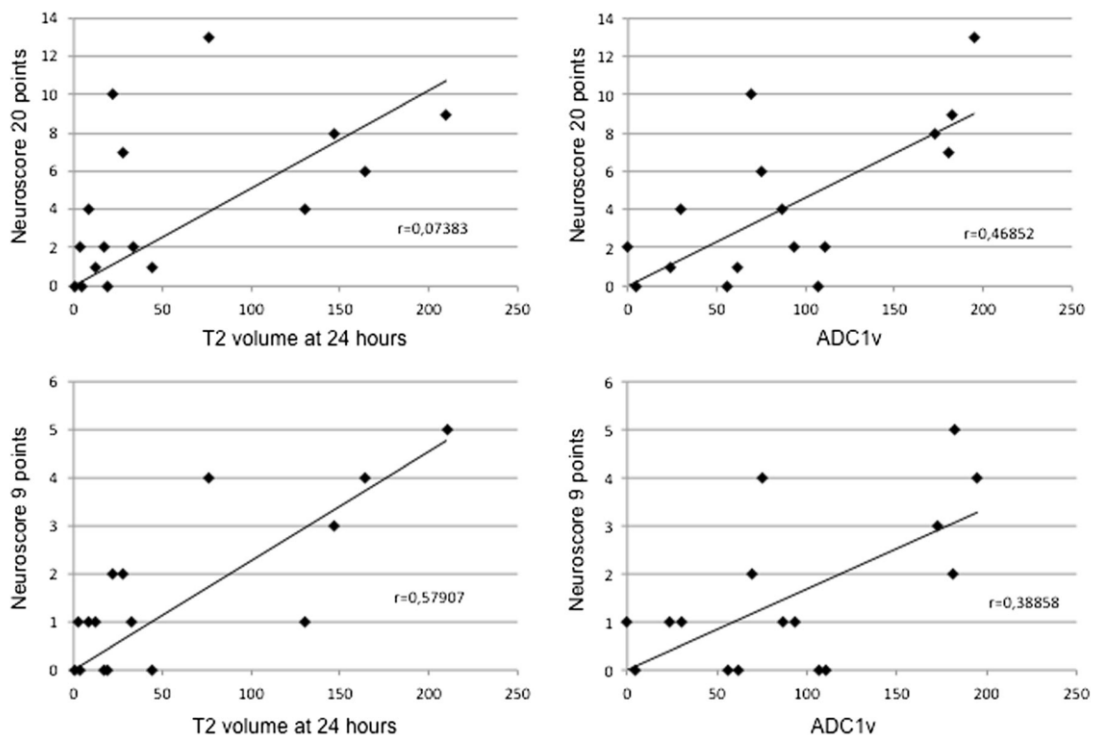 Neuroscore 20 points
14
12
10
8
6
4
2
0
r=0,07383
0 50 100 150 200 250
T2 volume at 24 hours
Neuroscore 20 points
14
12
10
8
6
4
2
0
r=0,46852
0 50 100 150 200 250
ADC1v
Neuroscore 9 points
6
5
4
3
2
1
0
r=0,57907
0 50 100 150 200 250
T2 volume at 24 hours
Neuroscore 9 points
6
5
4
3
2
1
0
r=0,38858
0 50 100 150 200 250
ADC1v